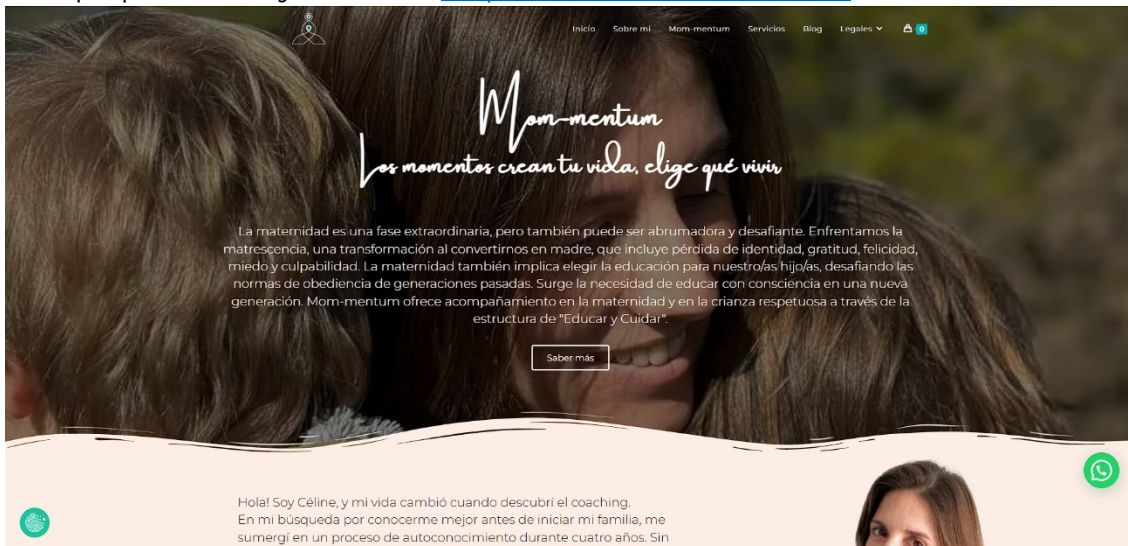 Inicio Sobre mi Mom-mentum Servicios Blog Legales 0
Mom-mentum
Los momentos crean tu vida, elige qué vivir
La maternidad es una fase extraordinaria, pero también puede ser abrumadora y desafiante. Enfrentamos la
matrescencia, una transformación al convertirnos en madre, que incluye pérdida de identidad, gratitud, felicidad,
miedo y culpabilidad. La maternidad también implica elegir la educación para nuestro/as hijo/as, desafiando las
normas de obediencia de generaciones pasadas. Surge la necesidad de educar con consciencia en una nueva
generación. Mom-mentum ofrece acompañamiento en la maternidad y en la crianza respetuosa a través de la
estructura de "Educar y Cuidar".
Saber más
Hola! Soy Céline, y mi vida cambió cuando descubrí el coaching.
En mi búsqueda por conocerme mejor antes de iniciar mi familia, me
sumergí en un proceso de autoconocimiento durante cuatro años. Sin